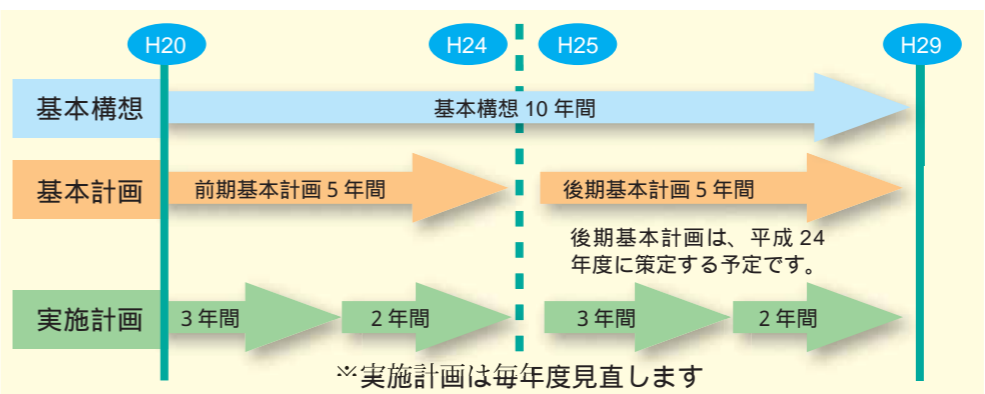 H20
H24
H25
H29
基本構想
基本構想 10 年間
基本計画
前期基本計画 5 年間
後期基本計画 5 年間
後期基本計画は、平成 24
年度に策定する予定です。
実施計画
3 年間
2 年間
3 年間
2 年間
※実施計画は毎年度見直します